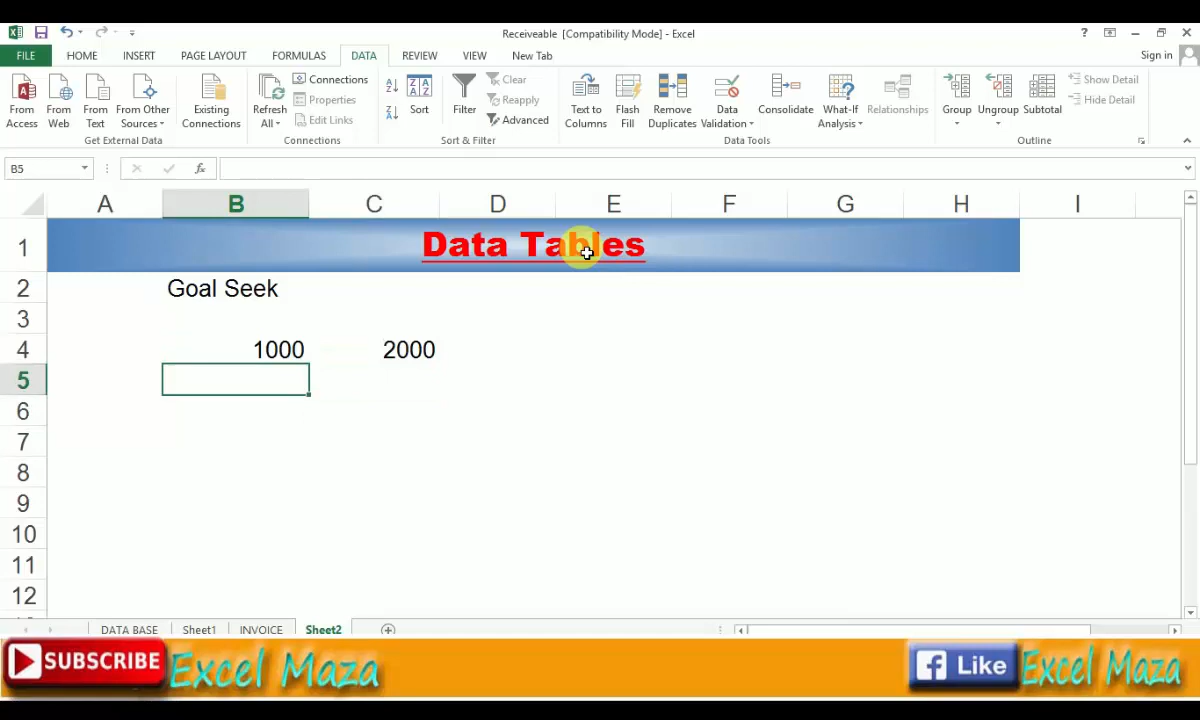 Receiveable [Compatibility Mode] - Excel
?
FILE HOME INSERT PAGE LAYOUT FORMULAS DATA REVIEW VIEW New Tab Sign in
From Access
From Web
From Text
From Other Sources
Existing Connections
Get External Data
Refresh All
Connections
Properties
Edit Links
Connections
Sort
Filter
Clear
Reapply
Advanced
Sort & Filter
Text to Columns
Flash Fill
Remove Duplicates
Data Validation
Consolidate
What-If Analysis
Relationships
Data Tools
Group
Ungroup
Subtotal
Show Detail
Hide Detail
Outline
B5 fx
A B C D E F G H I
1 Data Tables
2 Goal Seek
3
4 1000 2000
5
6
7
8
9
10
11
12
DATA BASE Sheet1 INVOICE Sheet2
SUBSCRIBE Excel Maza f Like Excel Maza